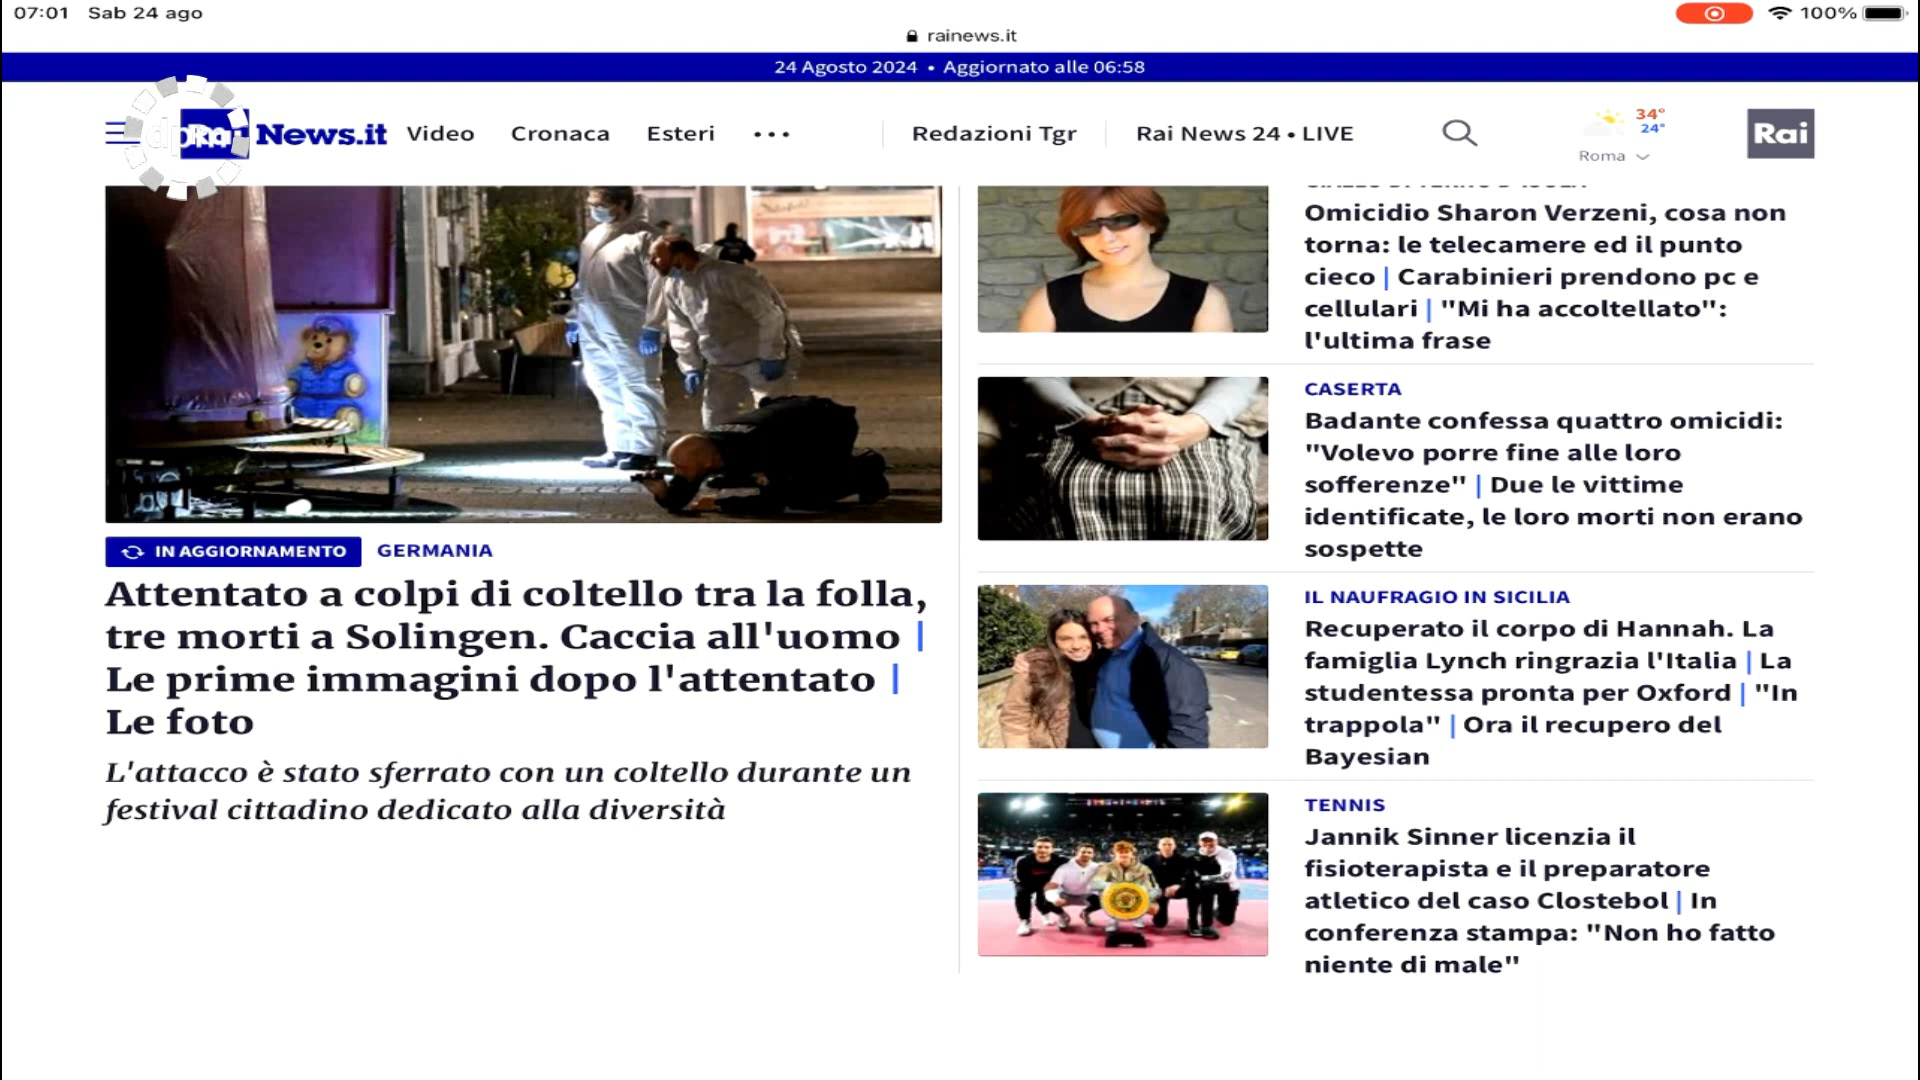 07:01 Sab 24 ago
100%
rainews.it
24 Agosto 2024 • Aggiornato alle 06:58
Rai News.it Video Cronaca Esteri ••• Redazioni Tgr Rai News 24 • LIVE 34° 24° Roma Rai
Omicidio Sharon Verzeni, cosa non
torna: le telecamere ed il punto
cieco | Carabinieri prendono pc e
cellulari | "Mi ha accoltellato":
l'ultima frase
CASERTA
Badante confessa quattro omicidi:
"Volevo porre fine alle loro
sofferenze" | Due le vittime
identificate, le loro morti non erano
sospette
IN AGGIORNAMENTO GERMANIA
Attentato a colpi di coltello tra la folla,
tre morti a Solingen. Caccia all'uomo |
Le prime immagini dopo l'attentato |
Le foto
L'attacco è stato sferrato con un coltello durante un
festival cittadino dedicato alla diversità
IL NAUFRAGIO IN SICILIA
Recuperato il corpo di Hannah. La
famiglia Lynch ringrazia l'Italia | La
studentessa pronta per Oxford | "In
trappola" | Ora il recupero del
Bayesian
TENNIS
Jannik Sinner licenzia il
fisioterapista e il preparatore
atletico del caso Clostebol | In
conferenza stampa: "Non ho fatto
niente di male"